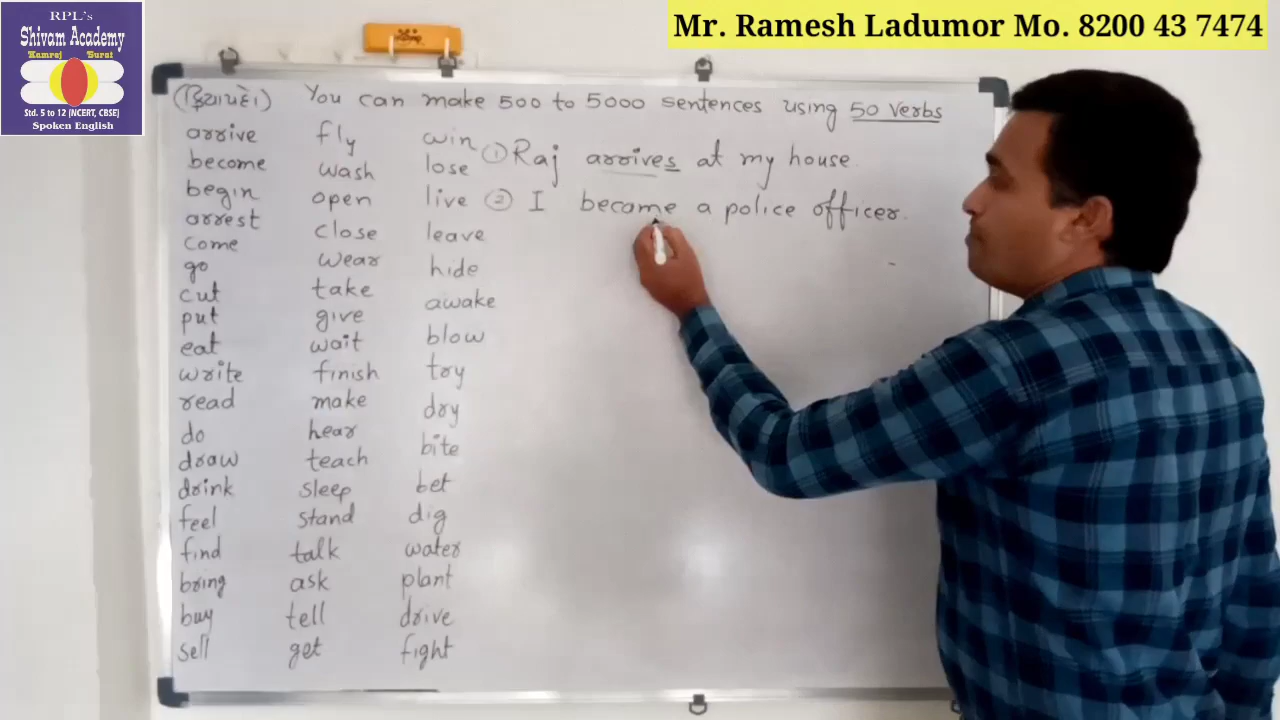 RPL's
Shivam Academy
Kamraj Surat
Std. 5 to 12 (NCERT, CBSE)
Spoken English
Mr. Ramesh Ladumor Mo. 8200 43 7474
(ક્રિયાપદો) You can make 500 to 5000 sentences using 50 verbs
arrive fly win
become wash lose
begin open live
arrest close leave
come wear hide
go take awake
cut give blow
put wait try
eat finish dry
write make bite
read hear bet
do teach dig
draw sleep water
drink stand plant
feel talk drive
find ask fight
bring tell
buy get
sell
① Raj arrives at my house.
② I become a police officer.